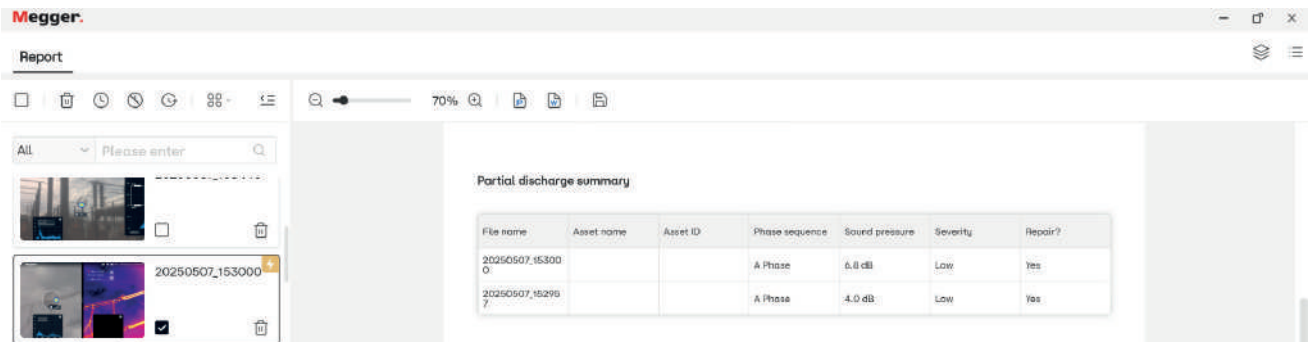 Megger.
Report
70%
All
Please enter
Partial discharge summary
File name Asset name Asset ID Phase sequence Sound pressure Severity Repair?
20250507_15300
0
A Phase 6.8 dB Low Yes
20250507_15295
7
A Phase 4.0 dB Low Yes
20250507_153000